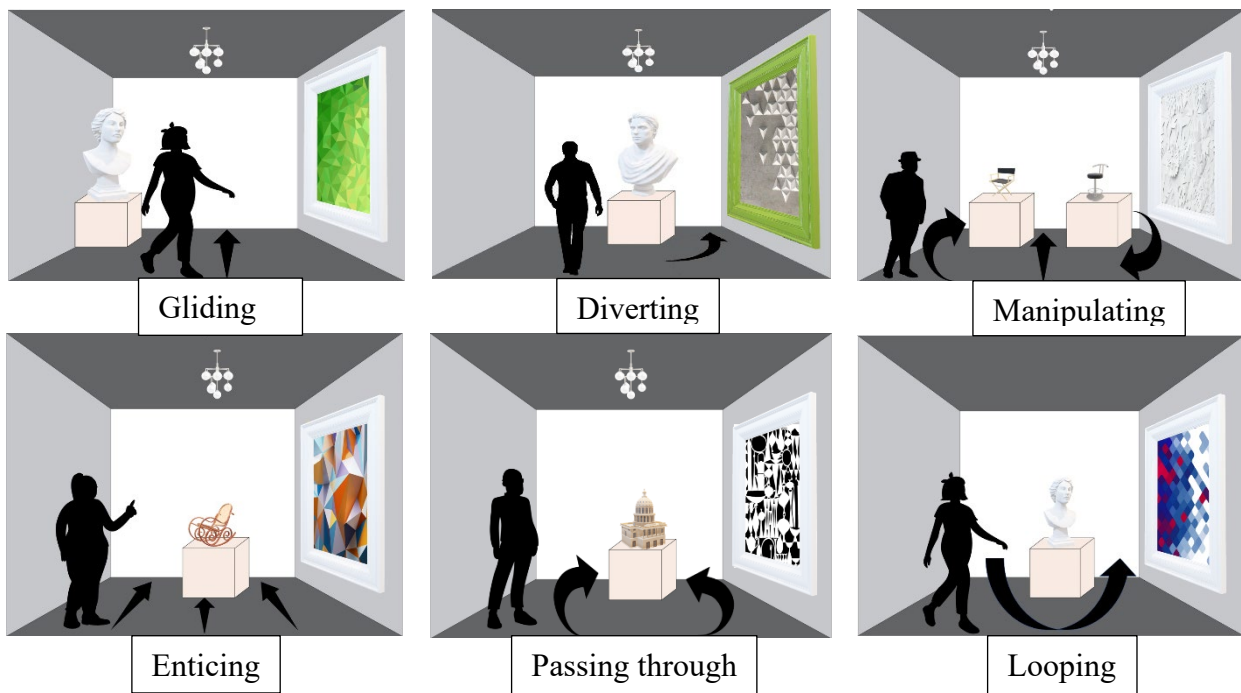 Gliding
Diverting
Manipulating
Enticing
Passing through
Looping